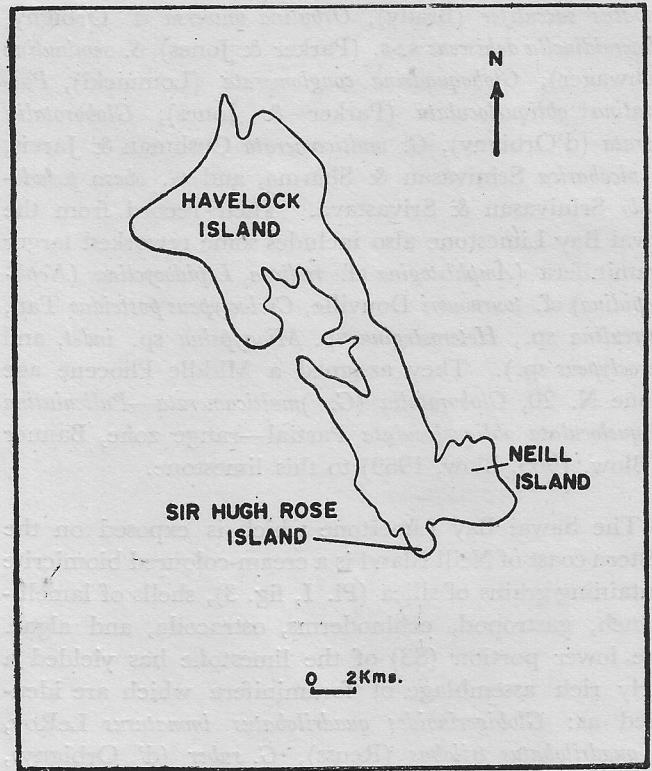 N
HAVELOCK
ISLAND
NEILL
ISLAND
SIR HUGH ROSE
ISLAND
0 2Kms.